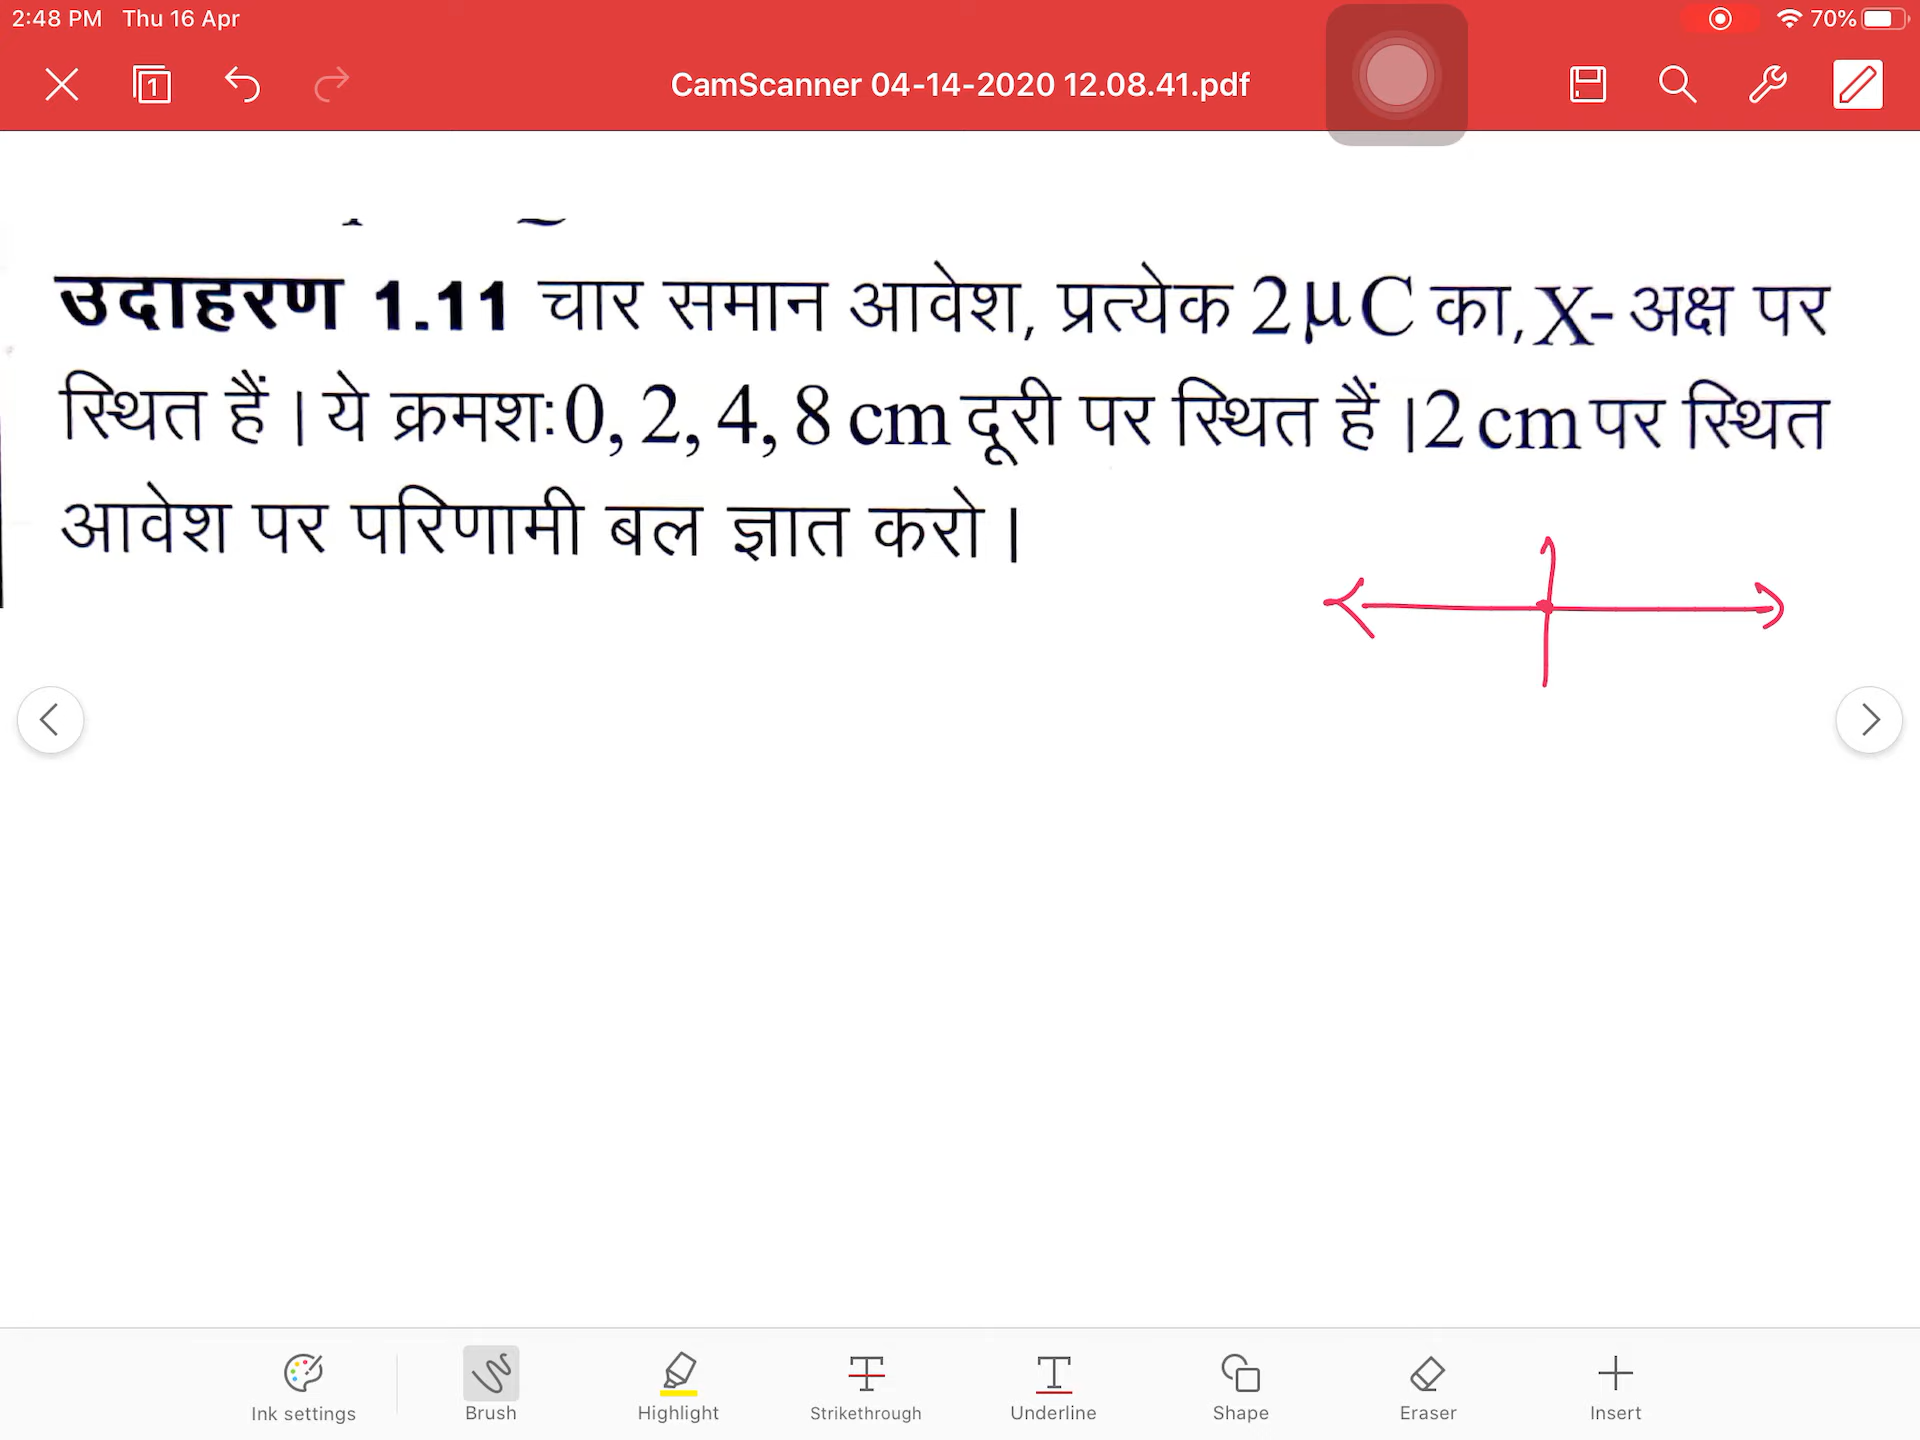 2:48 PM Thu 16 Apr
70%
1
CamScanner 04-14-2020 12.08.41.pdf
उदाहरण 1.11 चार समान आवेश, प्रत्येक 2μC का, X- अक्ष पर
स्थित हैं। ये क्रमशः 0, 2, 4, 8 cm दूरी पर स्थित हैं। 2 cm पर स्थित
आवेश पर परिणामी बल ज्ञात करो।
Ink settings
Brush
Highlight
Strikethrough
Underline
Shape
Eraser
Insert